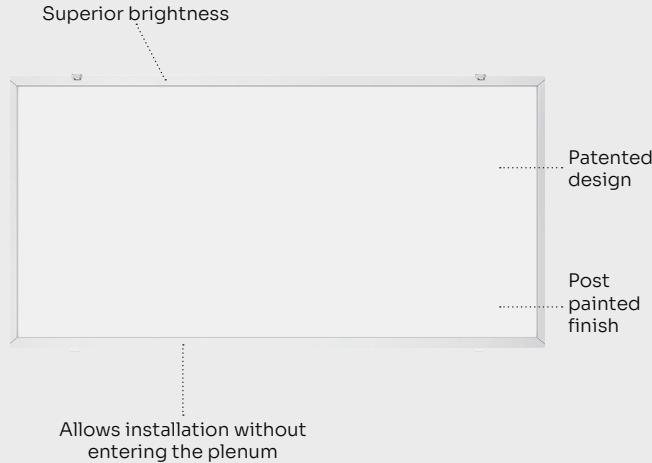 Superior brightness
Patented
design
Post
painted
finish
Allows installation without
entering the plenum